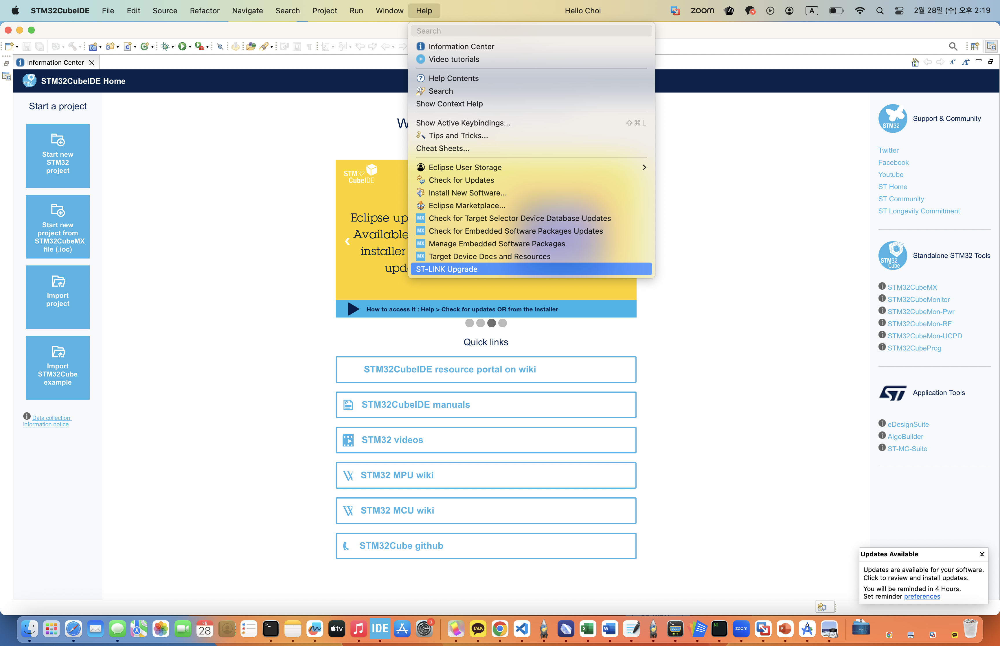 STM32CubeIDE File Edit Source Refactor Navigate Search Project Run Window Help Hello Choi zoom A 2월 28일 (수) 오후 2:19
Search
Information Center
Video tutorials
Help Contents
Search
Show Context Help
Show Active Keybindings... ⇧⌘L
Tips and Tricks...
Cheat Sheets...
Eclipse User Storage
Check for Updates
Install New Software...
Eclipse Marketplace...
MX Check for Target Selector Device Database Updates
MX Check for Embedded Software Packages Updates
MX Manage Embedded Software Packages
MX Target Device Docs and Resources
ST-LINK Upgrade
Information Center
STM32CubeIDE Home
Start a project
Start new
STM32
project
Start new
project from
STM32CubeMX
file (.ioc)
Import
project
Import
STM32Cube
example
Data collection
information notice
W
STM32
CubeIDE
Eclipse up
Available
installer
upd
How to access it : Help > Check for updates OR from the installer
Quick links
STM32CubeIDE resource portal on wiki
STM32CubeIDE manuals
STM32 videos
STM32 MPU wiki
STM32 MCU wiki
STM32Cube github
STM32
Support & Community
Twitter
Facebook
Youtube
ST Home
ST Community
ST Longevity Commitment
STM32
Cube
Standalone STM32 Tools
STM32CubeMX
STM32CubeMonitor
STM32CubeMon-Pwr
STM32CubeMon-RF
STM32CubeMon-UCPD
STM32CubeProg
ST
Application Tools
eDesignSuite
AlgoBuilder
ST-MC-Suite
Updates Available
Updates are available for your software.
Click to review and install updates.
You will be reminded in 4 Hours.
Set reminder preferences
2월
28
tv
IDE
3
TALK
X
W
zoom
P